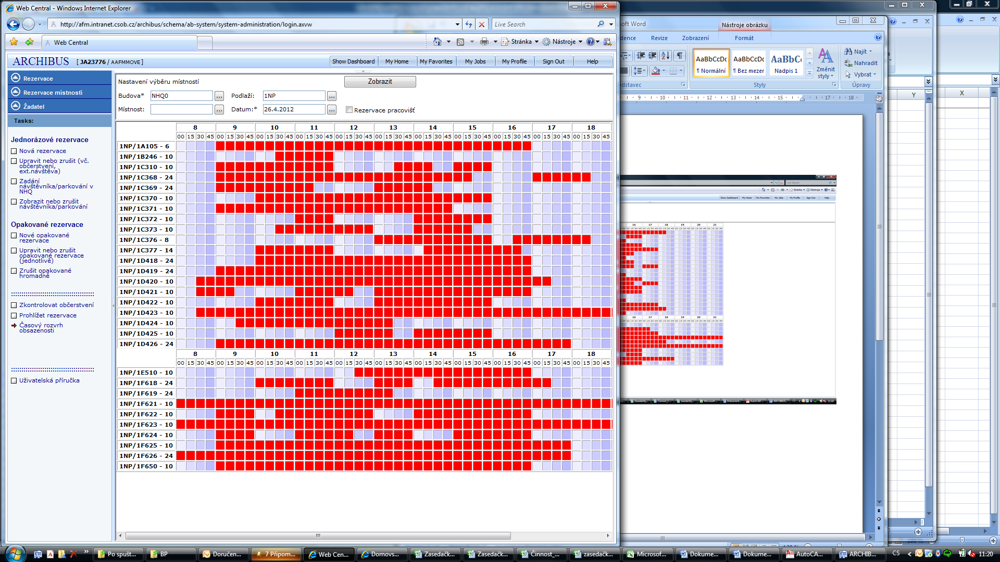 Web Central - Windows Internet Explorer
http://afm.intranet.csob.cz/archibus/schema/ab-system/system-administration/login.axvw
Live Search
Web Central
Stránka
Nástroje
ARCHIBUS [ JA23776 / AAFMMOVE ]
Show Dashboard My Home My Favorites My Jobs My Profile Sign Out Help
Rezervace
Rezervace místností
Žadatel
Tasks:
Jednorázové rezervace
Nová rezervace
Upravit nebo zrušit (vč.
občerstvení,
ext.návštěva)
Zadání
návštěvníka/parkování v
NHQ
Zobrazit nebo zrušit
návštěvníka/parkování
Opakované rezervace
Nové opakované
rezervace
Upravit nebo zrušit
opakované rezervace
(jednotlivě)
Zrušit opakované
hromadně
Zkontrolovat občerstvení
Prohlížet rezervace
Časový rozvrh
obsazenosti
Uživatelská příručka
Nastavení výběru místností
Zobrazit
Budova* NHQ0 ... Podlaží: 1NP ...
Místnost: ... Datum:* 26.4.2012 ... Rezervace pracovišť
8 9 10 11 12 13 14 15 16 17 18
00 15 30 45 00 15 30 45 00 15 30 45 00 15 30 45 00 15 30 45 00 15 30 45 00 15 30 45 00 15 30 45 00 15 30 45 00 15 30 45 00 15 30 45
1NP/1A105 - 6
1NP/1B246 - 10
1NP/1C310 - 10
1NP/1C368 - 24
1NP/1C369 - 24
1NP/1C370 - 10
1NP/1C371 - 10
1NP/1C372 - 10
1NP/1C373 - 10
1NP/1C376 - 8
1NP/1C377 - 14
1NP/1D418 - 24
1NP/1D419 - 24
1NP/1D420 - 10
1NP/1D421 - 10
1NP/1D422 - 10
1NP/1D423 - 10
1NP/1D424 - 10
1NP/1D425 - 10
1NP/1D426 - 24
8 9 10 11 12 13 14 15 16 17 18
00 15 30 45 00 15 30 45 00 15 30 45 00 15 30 45 00 15 30 45 00 15 30 45 00 15 30 45 00 15 30 45 00 15 30 45 00 15 30 45 00 15 30 45
1NP/1E510 - 10
1NP/1F618 - 24
1NP/1F619 - 24
1NP/1F621 - 10
1NP/1F622 - 10
1NP/1F623 - 10
1NP/1F624 - 10
1NP/1F625 - 10
1NP/1F626 - 24
1NP/1F650 - 10
soft Word
Nástroje obrázku
dence Revize Zobrazení Formát
AaBbCcDc AaBbCcDc AaBbC
¶ Normální ¶ Bez mezer Nadpis 1
Změnit
styly
Najít
Nahradit
Vybrat
dstavec Styly Úpravy
9 10 11 12 13 14 15 17 18
Y
X
16 17 18 19 20 21
16 17 18 19 20 21
Po spušt... BP Doručen... 7 Přípom... Web Cen... Domovs... Zasedačk... Zasedačk... Činnost_... zasedačk... Microsof... Dokume... Dokume... AutoCA... ARCHIB... CS 11:20